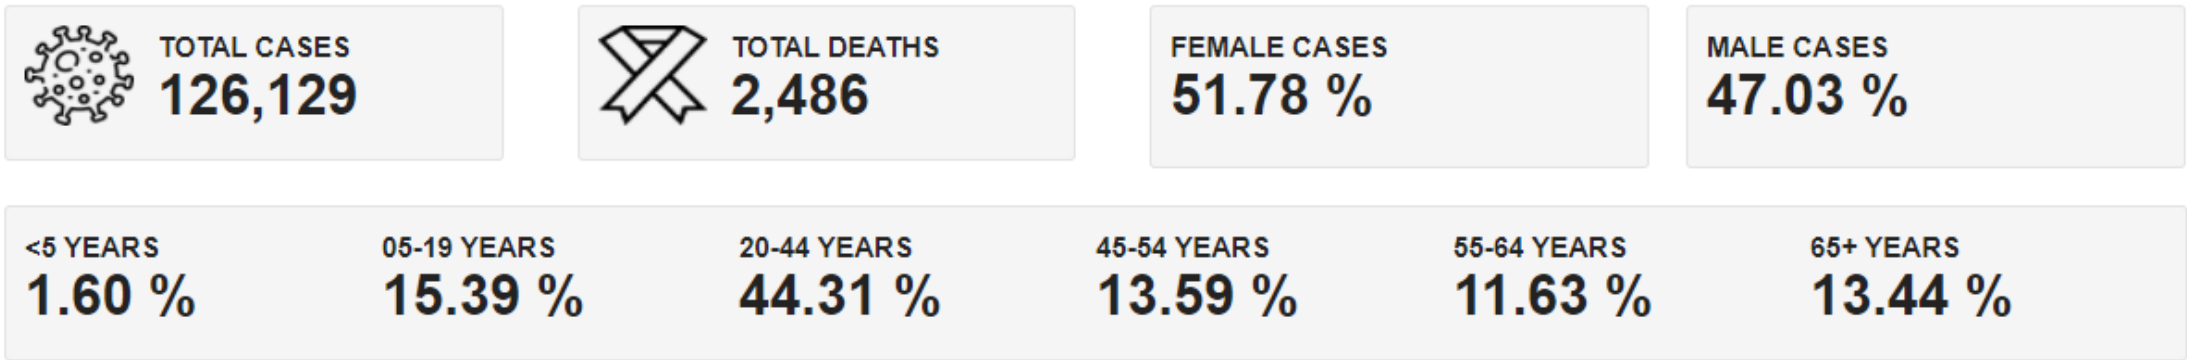 TOTAL CASES
126,129
TOTAL DEATHS
2,486
FEMALE CASES
51.78 %
MALE CASES
47.03 %
<5 YEARS
1.60 %
05-19 YEARS
15.39 %
20-44 YEARS
44.31 %
45-54 YEARS
13.59 %
55-64 YEARS
11.63 %
65+ YEARS
13.44 %